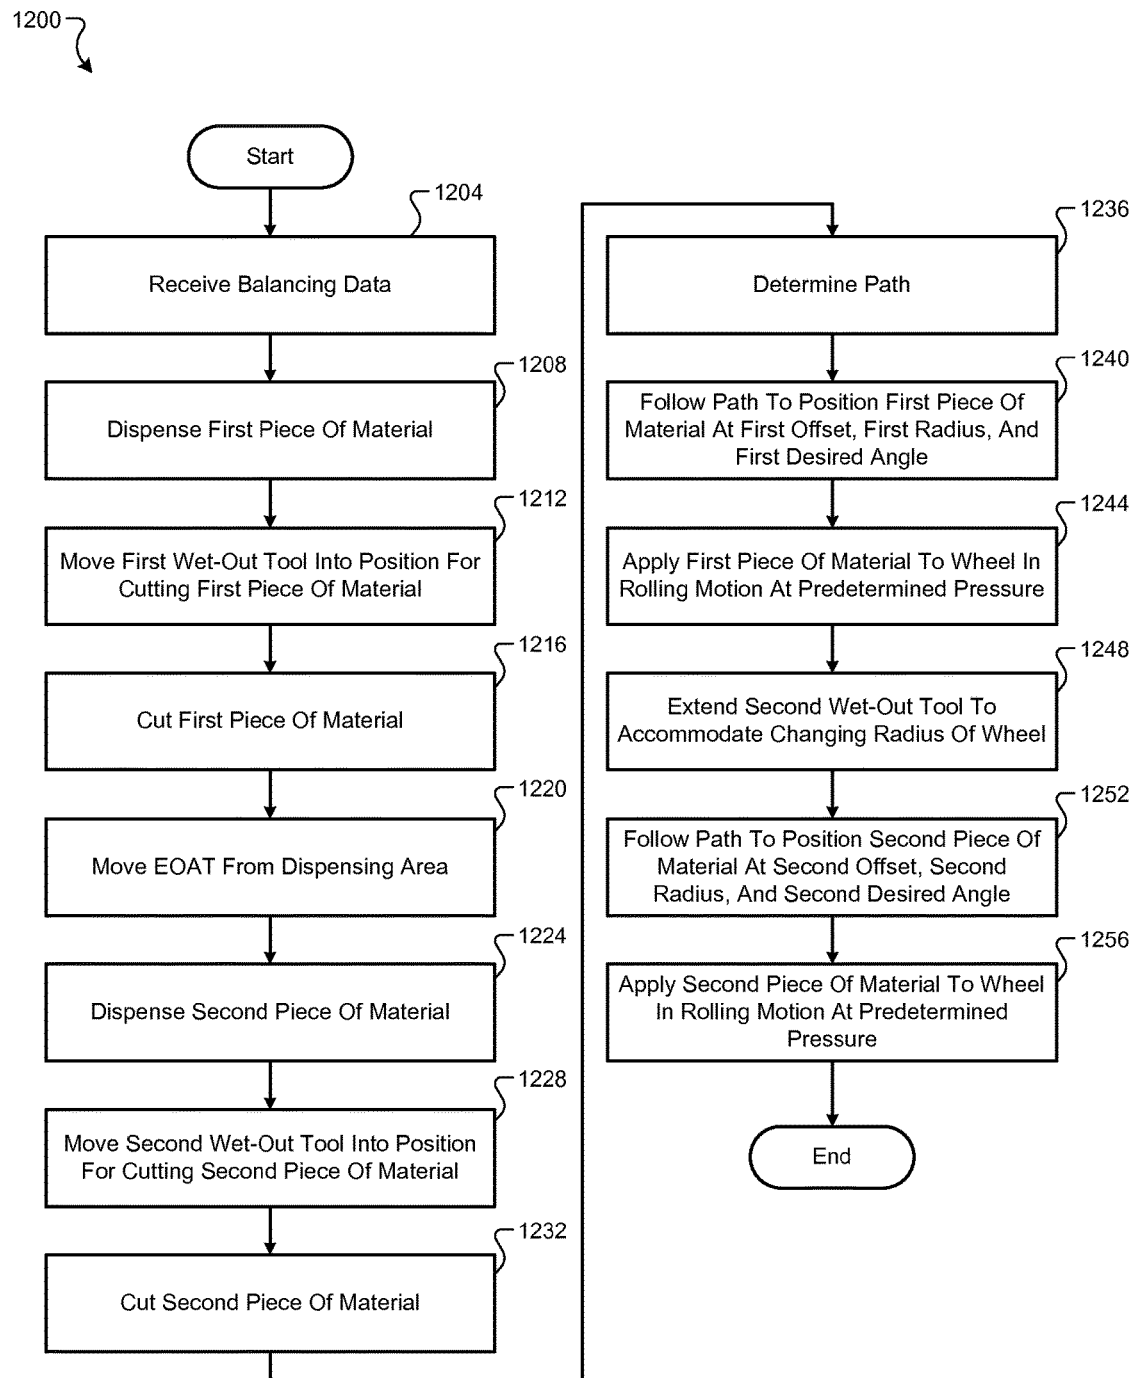 1200
Start
1204
Receive Balancing Data
1208
Dispense First Piece Of Material
1212
Move First Wet-Out Tool Into Position For
Cutting First Piece Of Material
1216
Cut First Piece Of Material
1220
Move EOAT From Dispensing Area
1224
Dispense Second Piece Of Material
1228
Move Second Wet-Out Tool Into Position
For Cutting Second Piece Of Material
1232
Cut Second Piece Of Material
1236
Determine Path
1240
Follow Path To Position First Piece Of
Material At First Offset, First Radius, And
First Desired Angle
1244
Apply First Piece Of Material To Wheel In
Rolling Motion At Predetermined Pressure
1248
Extend Second Wet-Out Tool To
Accommodate Changing Radius Of Wheel
1252
Follow Path To Position Second Piece Of
Material At Second Offset, Second
Radius, And Second Desired Angle
1256
Apply Second Piece Of Material To Wheel
In Rolling Motion At Predetermined
Pressure
End